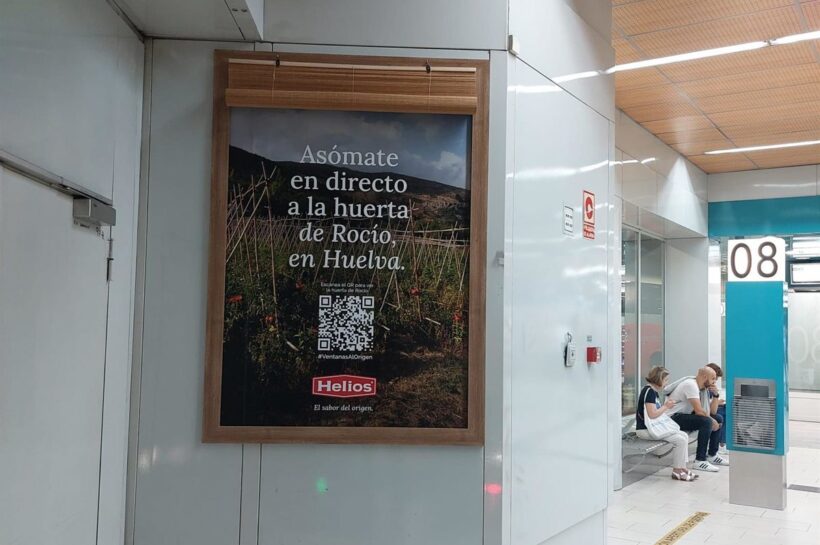 Asómate
en directo
a la huerta
de Rocío,
en Huelva.
Escanea el QR para ver
la huerta de Rocío
#VentanasAlOrigen
Helios
El sabor del origen.
08